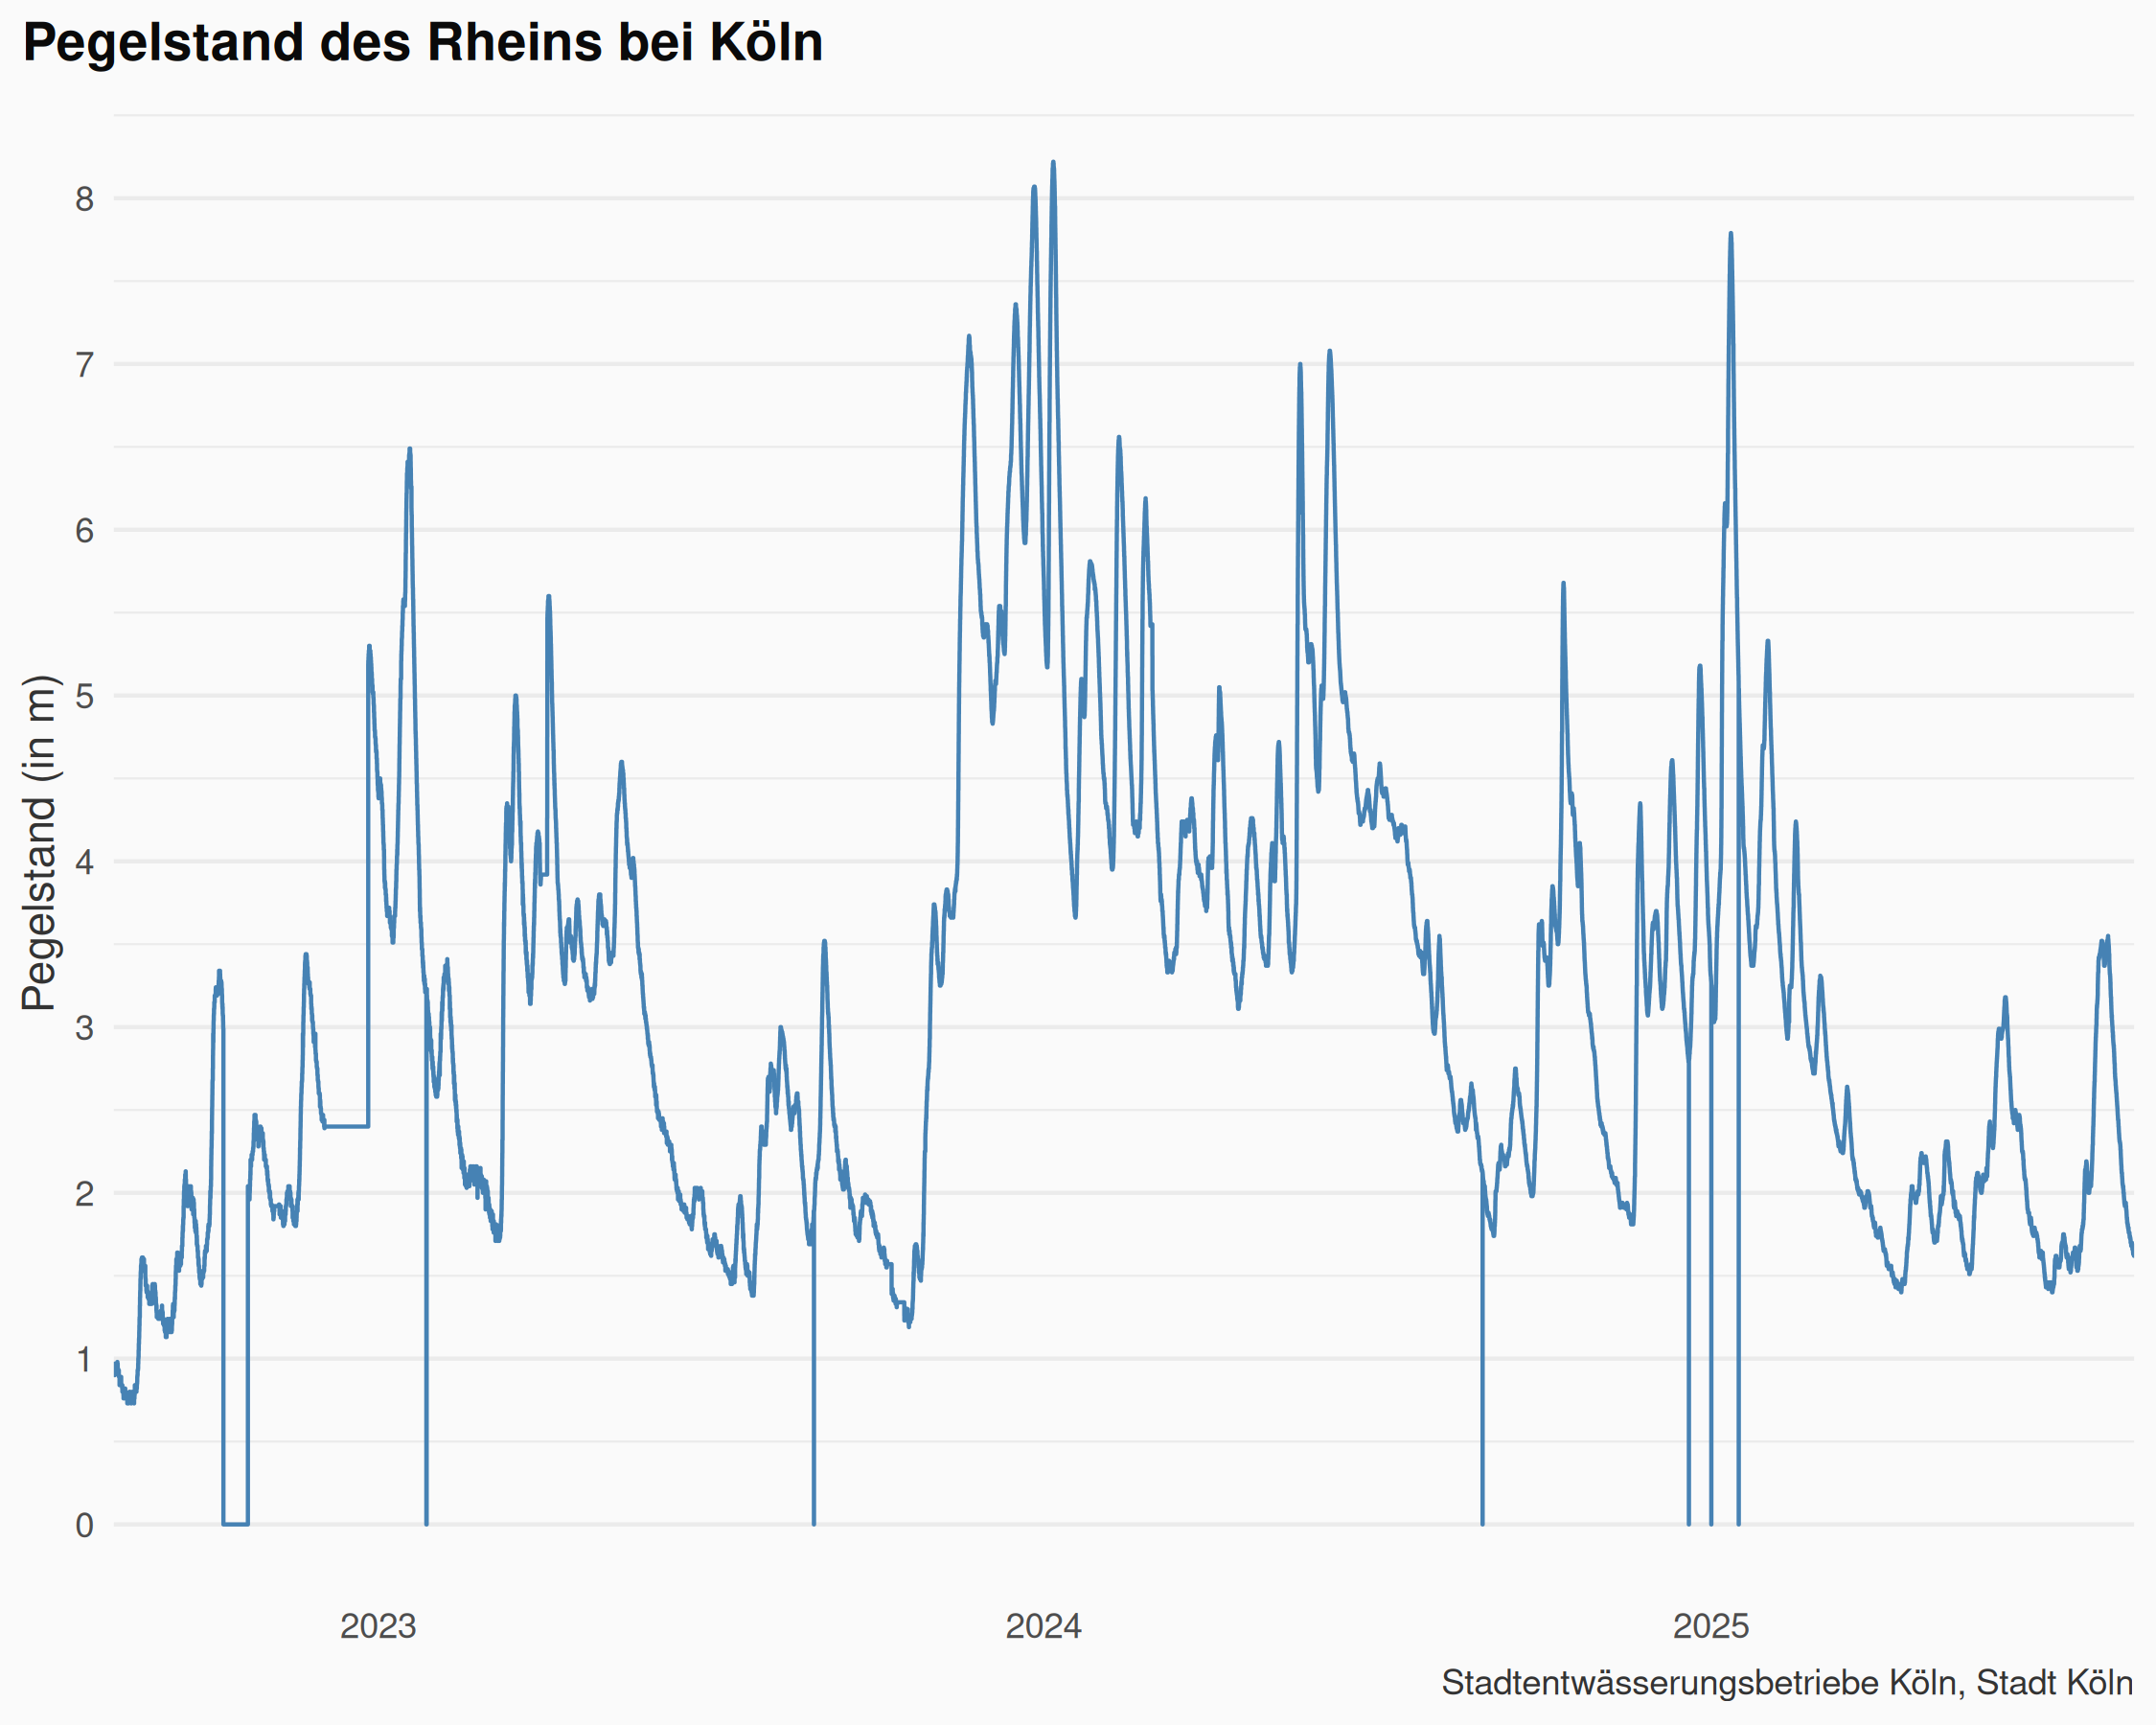 Pegelstand des Rheins bei Köln
Pegelstand (in m)
8
7
6
5
4
3
2
1
0
2023 2024 2025
Stadtentwässerungsbetriebe Köln, Stadt Köln